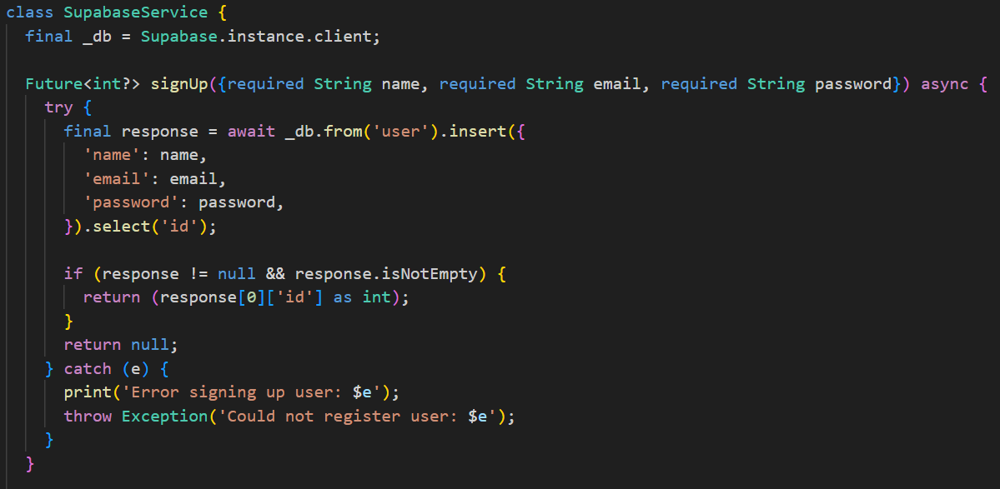 class SupabaseService {
final _db = Supabase.instance.client;
Future<int?> signUp({required String name, required String email, required String password}) async {
try {
final response = await _db.from('user').insert({
'name': name,
'email': email,
'password': password,
}).select('id');
if (response != null && response.isNotEmpty) {
return (response[0]['id'] as int);
}
return null;
} catch (e) {
print('Error signing up user: $e');
throw Exception('Could not register user: $e');
}
}